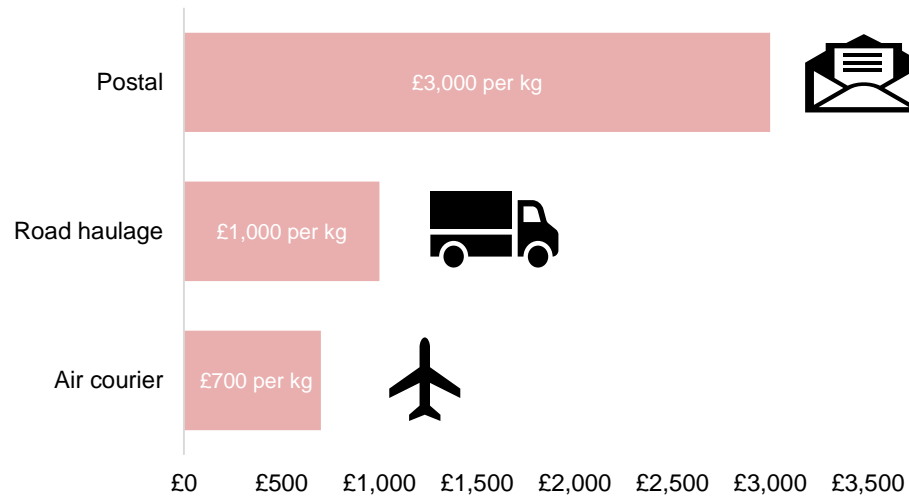 Postal
£3,000 per kg
Road haulage
£1,000 per kg
Air courier
£700 per kg
£0 £500 £1,000 £1,500 £2,000 £2,500 £3,000 £3,500